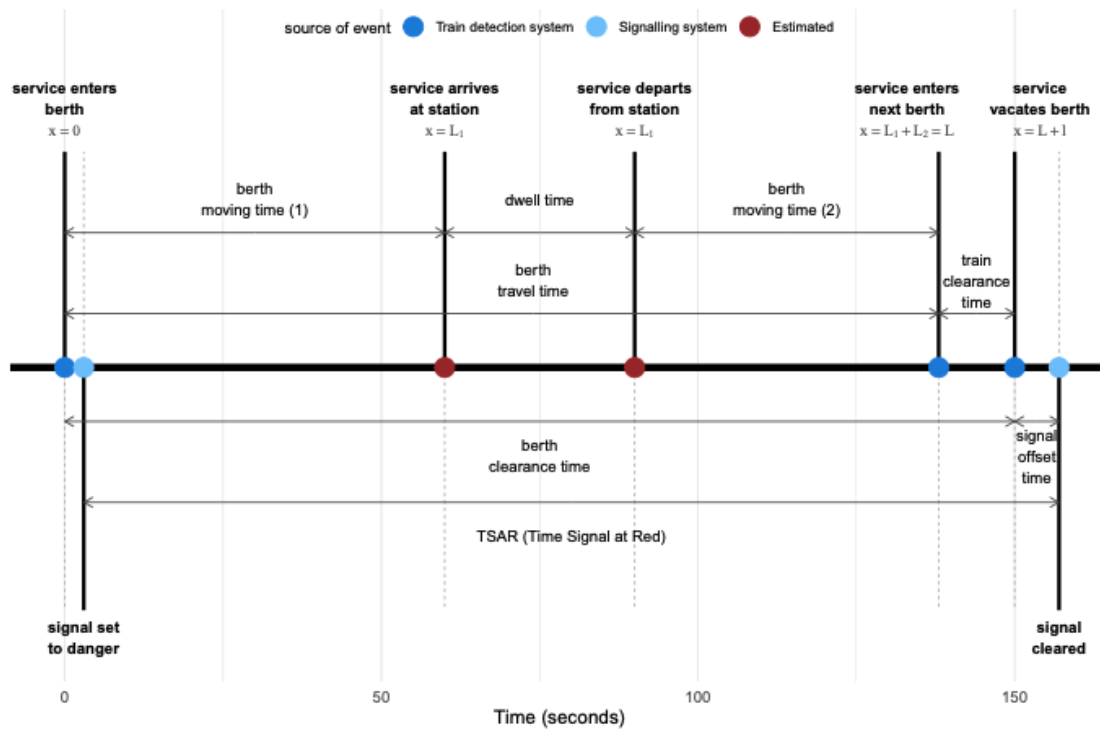 source of event Train detection system Signalling system Estimated
service enters
berth
x = 0
service arrives
at station
x = L₁
service departs
from station
x = L₁
service enters
next berth
x = L₁ + L₂ = L
service
vacates berth
x = L + l
berth
moving time (1)
dwell time
berth
moving time (2)
berth
travel time
train
clearance
time
berth
clearance time
signal
offset
time
TSAR (Time Signal at Red)
signal set
to danger
signal
cleared
0 50 100 150
Time (seconds)